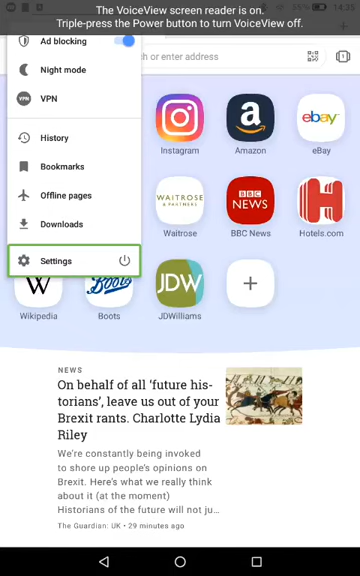 The VoiceView screen reader is on.
Triple-press the Power button to turn VoiceView off.
14:35
Ad blocking
h or enter address
Night mode
VPN VPN
History
Bookmarks
Offline pages
Downloads
Settings
Instagram
Amazon
ebay
eBay
WAITROSE
& PARTNERS
Waitrose
BBC
NEWS
BBC News
H
Hotels.com
W
Wikipedia
Boots
Boots
JDW
JDWilliams
NEWS
On behalf of all ‘future his-
torians’, leave us out of your
Brexit rants. Charlotte Lydia
Riley
We’re constantly being invoked
to shore up people’s opinions on
Brexit. Here’s what we really think
about it (at the moment)
Historians of the future will not ju...
The Guardian: UK • 29 minutes ago